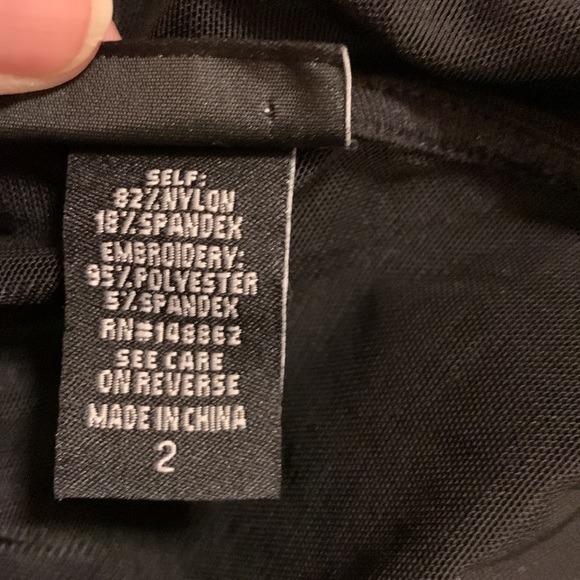 SELF:
82% NYLON
18% SPANDEX
EMBROIDERY:
95% POLYESTER
5% SPANDEX
RN#148862
SEE CARE
ON REVERSE
MADE IN CHINA
2